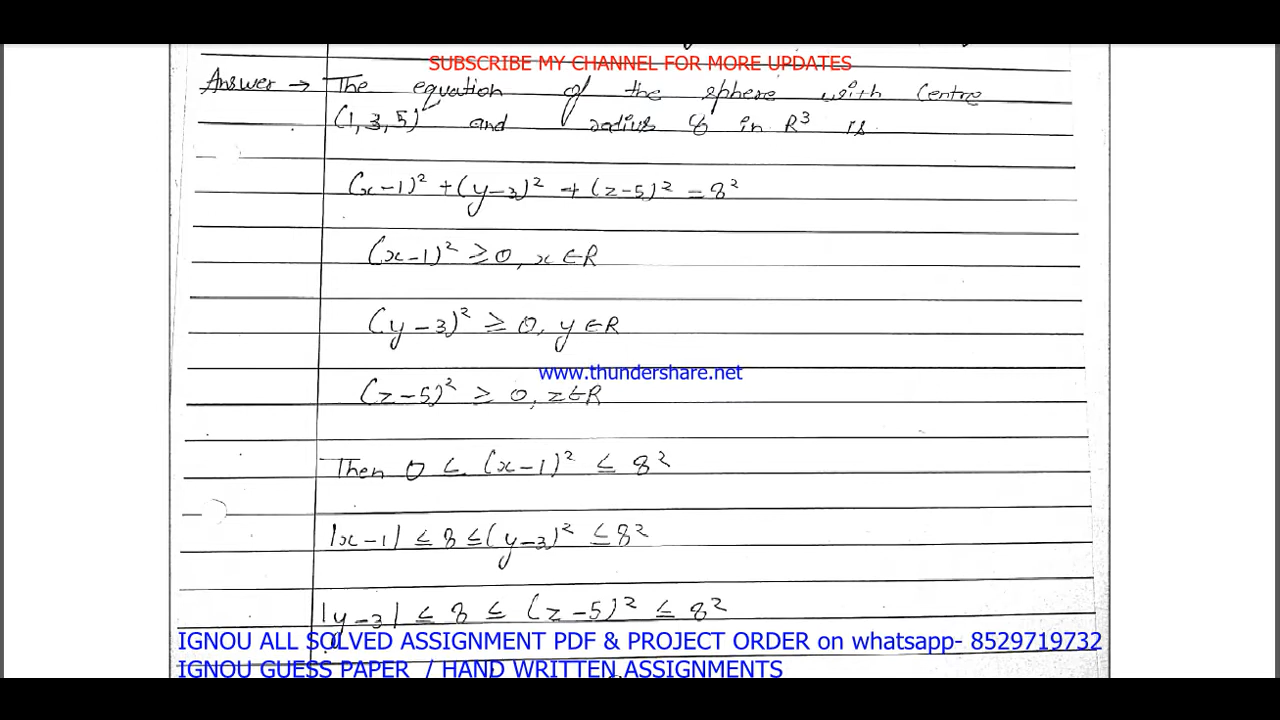 SUBSCRIBE MY CHANNEL FOR MORE UPDATES
Answer → The equation of the sphere with Centre
(1, 3, 5) and radius 8 in R³ is
(x-1)² + (y-3)² + (z-5)² = 8²
(x-1)² ≥ 0, x ∈ R
(y-3)² ≥ 0, y ∈ R
www.thundershare.net
(z-5)² ≥ 0, z ∈ R
Then 0 ≤ (x-1)² ≤ 8²
|x-1| ≤ 8 ≤ (y-3)² ≤ 8²
|y-3| ≤ 8 ≤ (z-5)² ≤ 8²
IGNOU ALL SOLVED ASSIGNMENT PDF & PROJECT ORDER on whatsapp- 8529719732
IGNOU GUESS PAPER / HAND WRITTEN ASSIGNMENTS